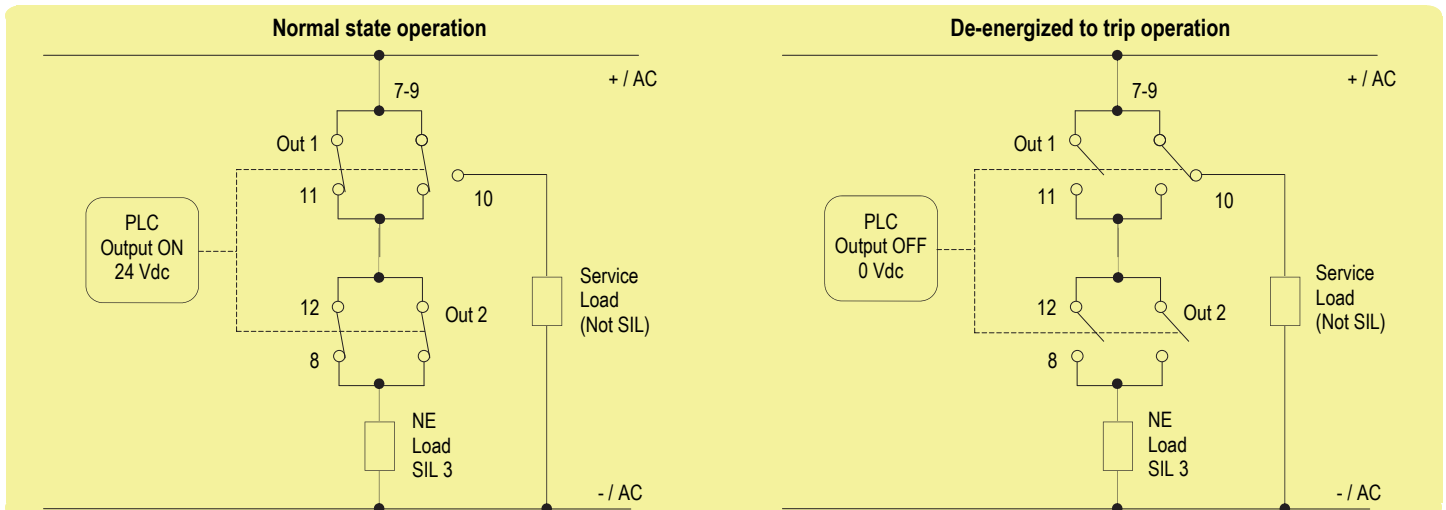 Normal state operation
+ / AC
7-9
Out 1
11
10
PLC
Output ON
24 Vdc
12
Out 2
8
Service
Load
(Not SIL)
NE
Load
SIL 3
- / AC
De-energized to trip operation
+ / AC
7-9
Out 1
11
10
PLC
Output OFF
0 Vdc
12
Out 2
8
Service
Load
(Not SIL)
NE
Load
SIL 3
- / AC